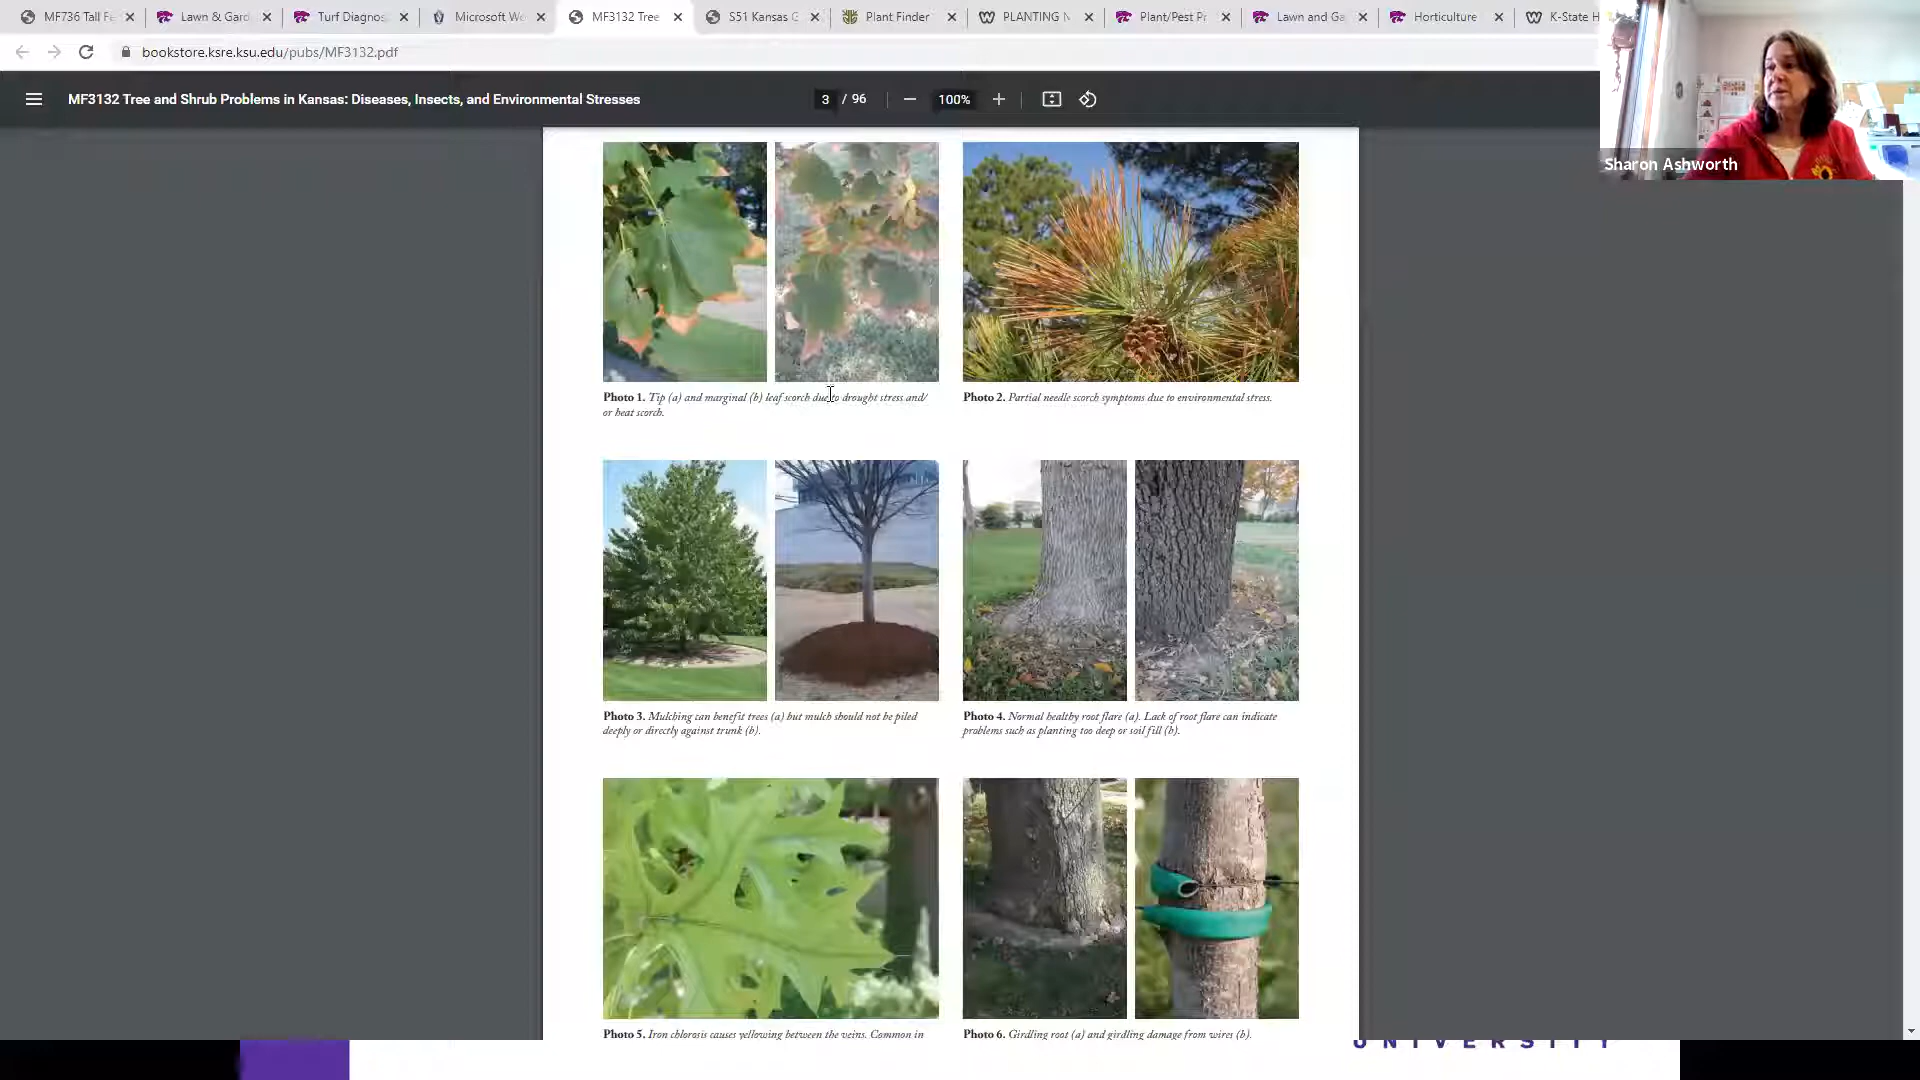 MF736 Tall F
Lawn & Gard
Turf Diagnos
Microsoft Wo
MF3132 Tree
S51 Kansas G
Plant Finder
PLANTING N
Plant/Pest Pr
Lawn and Ga
Horticulture
K-State H
bookstore.ksre.ksu.edu/pubs/MF3132.pdf
MF3132 Tree and Shrub Problems in Kansas: Diseases, Insects, and Environmental Stresses
3 / 96
100%
Sharon Ashworth
Photo 1. Tip (a) and marginal (b) leaf scorch due to drought stress and/
or heat scorch.
Photo 2. Partial needle scorch symptoms due to environmental stress.
Photo 3. Mulching can benefit trees (a) but mulch should not be piled
deeply or directly against trunk (b).
Photo 4. Normal healthy root flare (a). Lack of root flare can indicate
problems such as planting too deep or soil fill (b).
Photo 5. Iron chlorosis causes yellowing between the veins. Common in
Photo 6. Girdling root (a) and girdling damage from wires (b).
UNIVERSITY